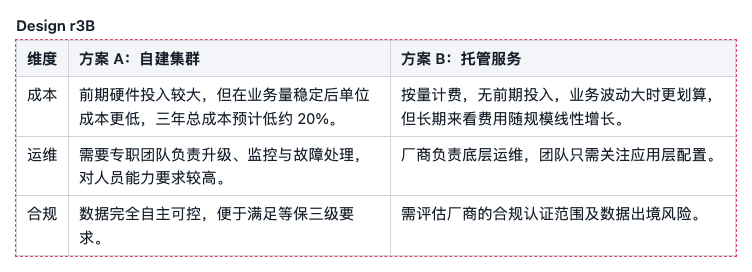 Design r3B
维度 方案 A：自建集群 方案 B：托管服务
成本 前期硬件投入较大，但在业务量稳定后单位 按量计费，无前期投入，业务波动大时更划算，
成本更低，三年总成本预计低约 20%。 但长期来看费用随规模线性增长。
运维 需要专职团队负责升级、监控与故障处理， 厂商负责底层运维，团队只需关注应用层配置。
对人员能力要求较高。
合规 数据完全自主可控，便于满足等保三级要 需评估厂商的合规认证范围及数据出境风险。
求。